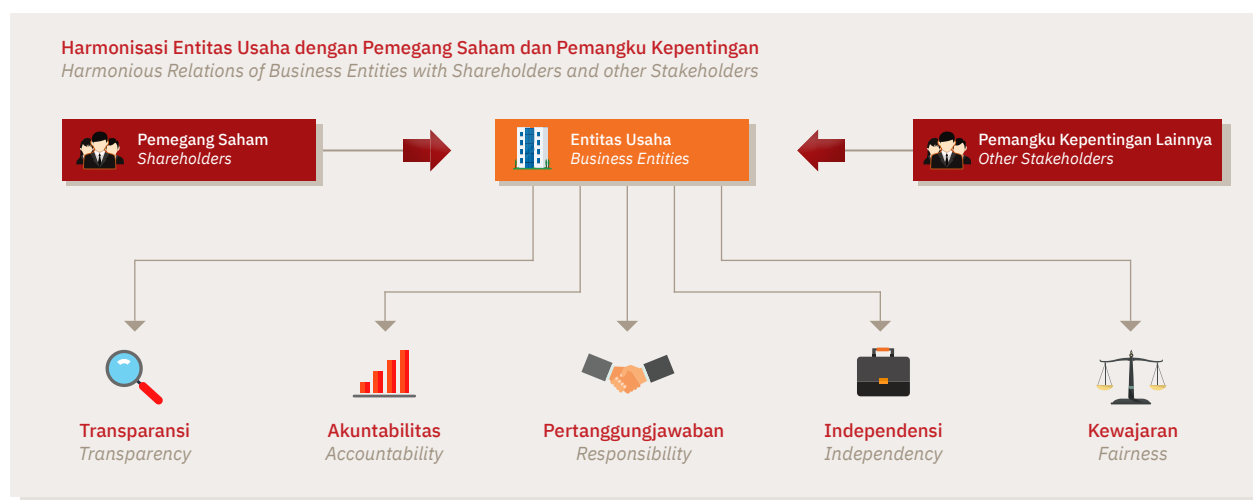 Harmonisasi Entitas Usaha dengan Pemegang Saham dan Pemangku Kepentingan
Harmonious Relations of Business Entities with Shareholders and other Stakeholders
Pemegang Saham
Shareholders
Entitas Usaha
Business Entities
Pemangku Kepentingan Lainnya
Other Stakeholders
Transparansi
Transparency
Akuntabilitas
Accountability
Pertanggungjawaban
Responsibility
Independensi
Independency
Kewajaran
Fairness